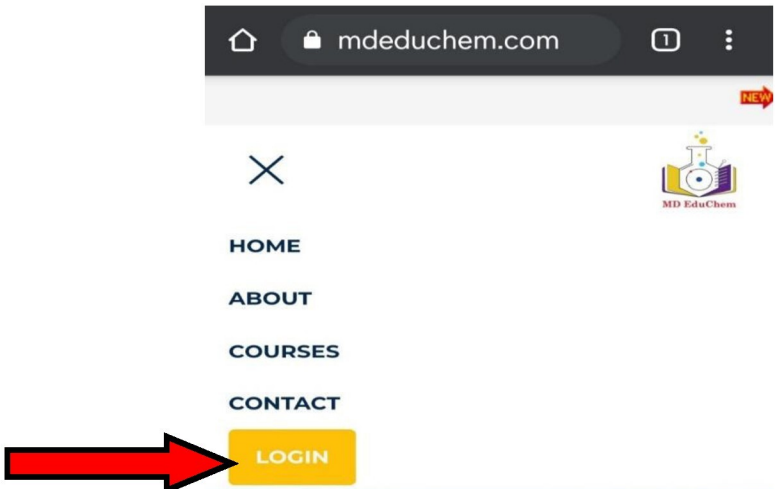 mdeduchem.com
1
NEW
MD EduChem
HOME
ABOUT
COURSES
CONTACT
LOGIN